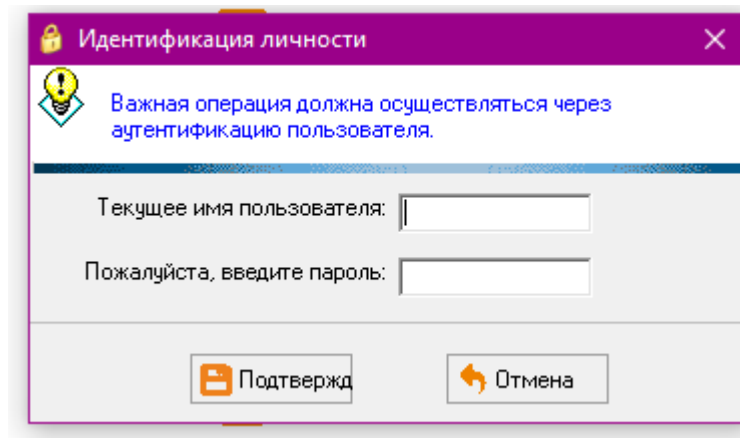 Идентификация личности
Важная операция должна осуществляться через
аутентификацию пользователя.
Текущее имя пользователя:
Пожалуйста, введите пароль:
Подтвержд
Отмена